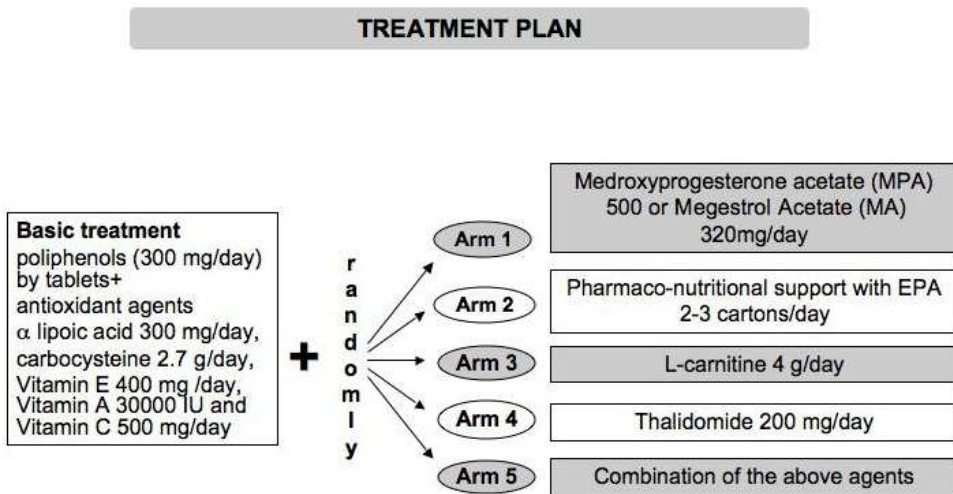 TREATMENT PLAN
Basic treatment
poliphenols (300 mg/day)
by tablets+
antioxidant agents
α lipoic acid 300 mg/day,
carbocysteine 2.7 g/day,
Vitamin E 400 mg /day,
Vitamin A 30000 IU and
Vitamin C 500 mg/day
+
randomly
Arm 1
Medroxyprogesterone acetate (MPA)
500 or Megestrol Acetate (MA)
320mg/day
Arm 2
Pharmaco-nutritional support with EPA
2-3 cartons/day
Arm 3
L-carnitine 4 g/day
Arm 4
Thalidomide 200 mg/day
Arm 5
Combination of the above agents